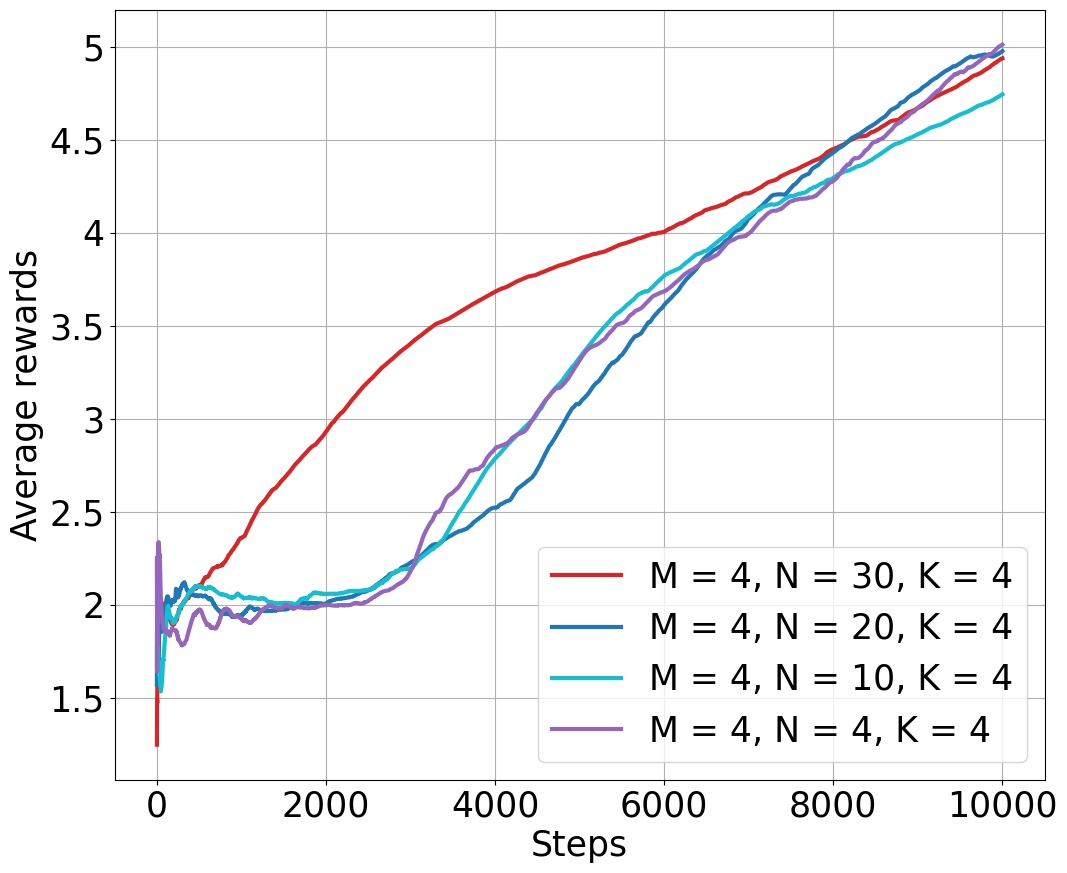 Average rewards
5
4.5
4
3.5
3
2.5
2
1.5
M = 4, N = 30, K = 4
M = 4, N = 20, K = 4
M = 4, N = 10, K = 4
M = 4, N = 4, K = 4
0 2000 4000 6000 8000 10000
Steps